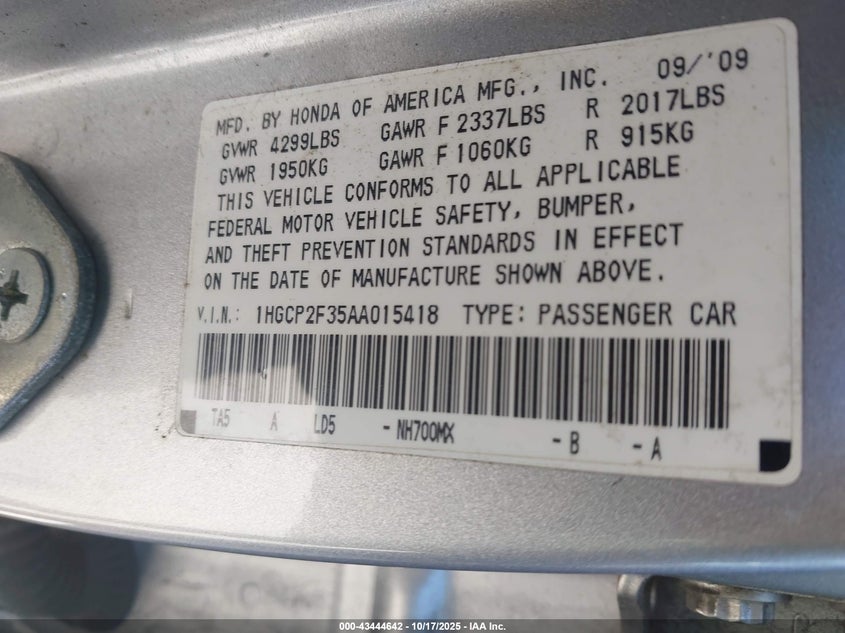 MFD. BY HONDA OF AMERICA MFG., INC. 09/'09
GVWR 4299LBS GAWR F 2337LBS R 2017LBS
GVWR 1950KG GAWR F 1060KG R 915KG
THIS VEHICLE CONFORMS TO ALL APPLICABLE
FEDERAL MOTOR VEHICLE SAFETY, BUMPER,
AND THEFT PREVENTION STANDARDS IN EFFECT
ON THE DATE OF MANUFACTURE SHOWN ABOVE.
V.I.N.: 1HGCP2F35AA015418 TYPE: PASSENGER CAR
TA5 A LD5 - NH700MX - B - A
000-43444642 | 10/17/2025 - IAA Inc.